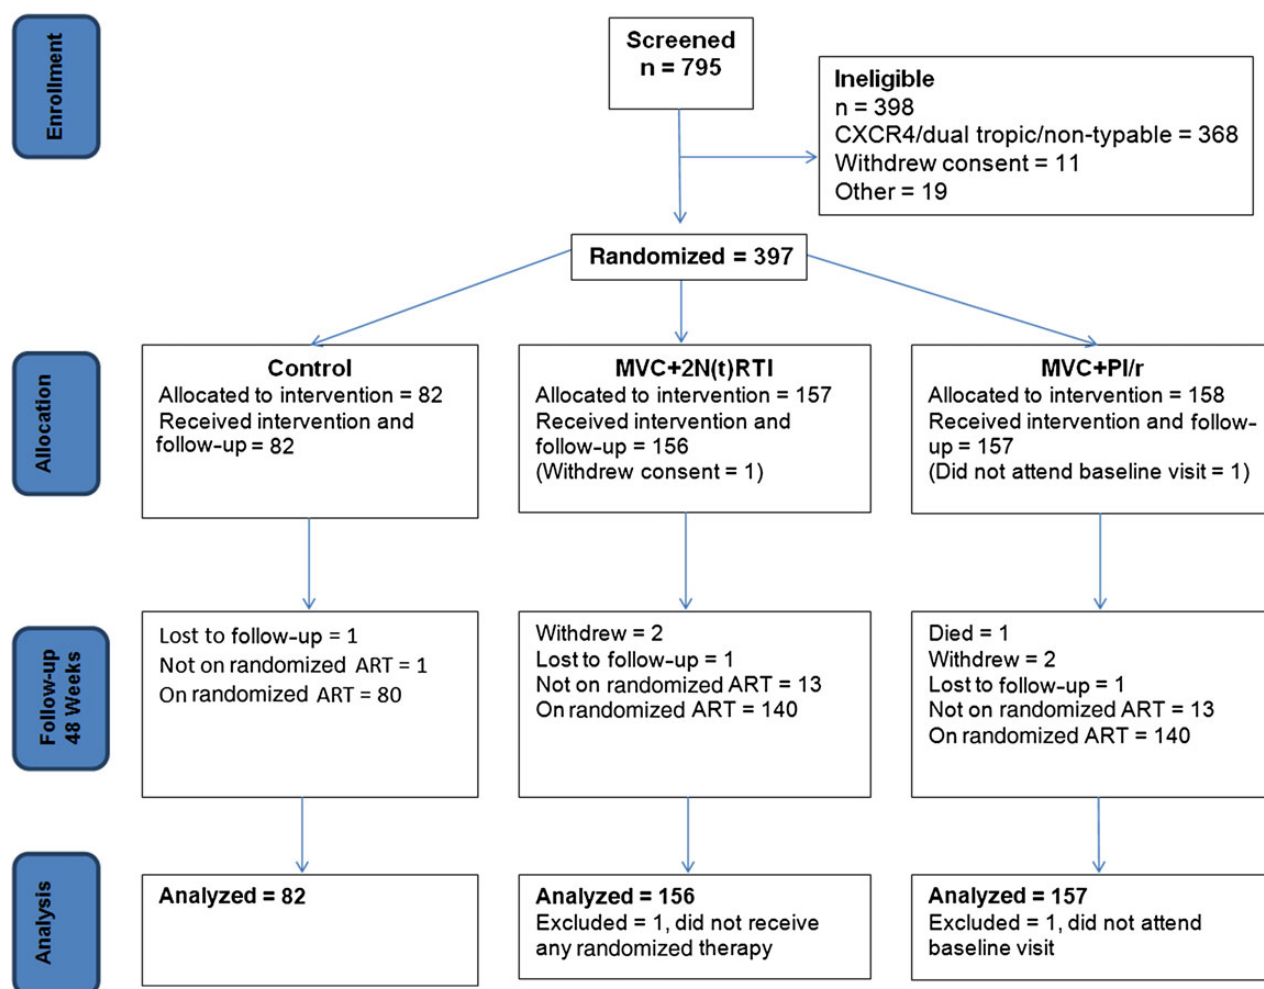 Enrollment
Screened
n = 795
Ineligible
n = 398
CXCR4/dual tropic/non-typable = 368
Withdrew consent = 11
Other = 19
Randomized = 397
Allocation
Control
Allocated to intervention = 82
Received intervention and
follow-up = 82
MVC+2N(t)RTI
Allocated to intervention = 157
Received intervention and
follow-up = 156
(Withdrew consent = 1)
MVC+PI/r
Allocated to intervention = 158
Received intervention and follow-
up = 157
(Did not attend baseline visit = 1)
Follow-up
48 Weeks
Lost to follow-up = 1
Not on randomized ART = 1
On randomized ART = 80
Withdrew = 2
Lost to follow-up = 1
Not on randomized ART = 13
On randomized ART = 140
Died = 1
Withdrew = 2
Lost to follow-up = 1
Not on randomized ART = 13
On randomized ART = 140
Analysis
Analyzed = 82
Analyzed = 156
Excluded = 1, did not receive
any randomized therapy
Analyzed = 157
Excluded = 1, did not attend
baseline visit